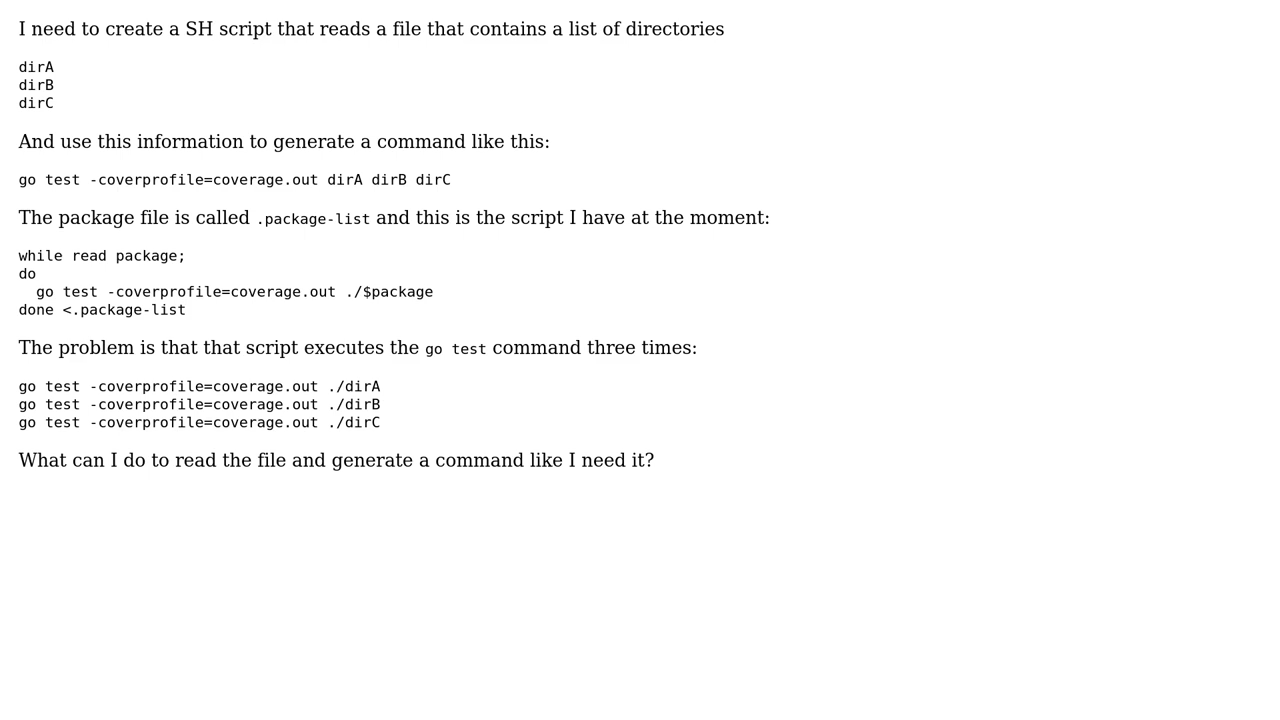 I need to create a SH script that reads a file that contains a list of directories
dirA
dirB
dirC
And use this information to generate a command like this:
go test -coverprofile=coverage.out dirA dirB dirC
The package file is called .package-list and this is the script I have at the moment:
while read package;
do
  go test -coverprofile=coverage.out ./$package
done <.package-list
The problem is that that script executes the go test command three times:
go test -coverprofile=coverage.out ./dirA
go test -coverprofile=coverage.out ./dirB
go test -coverprofile=coverage.out ./dirC
What can I do to read the file and generate a command like I need it?